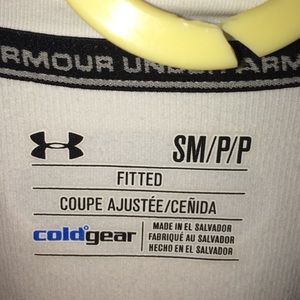 ARMOUR UNDER ARM
SM/P/P
FITTED
COUPE AJUSTÉE/CEÑIDA
coldgear
MADE IN EL SALVADOR
FABRIQUÉ AU SALVADOR
HECHO EN EL SALVADOR